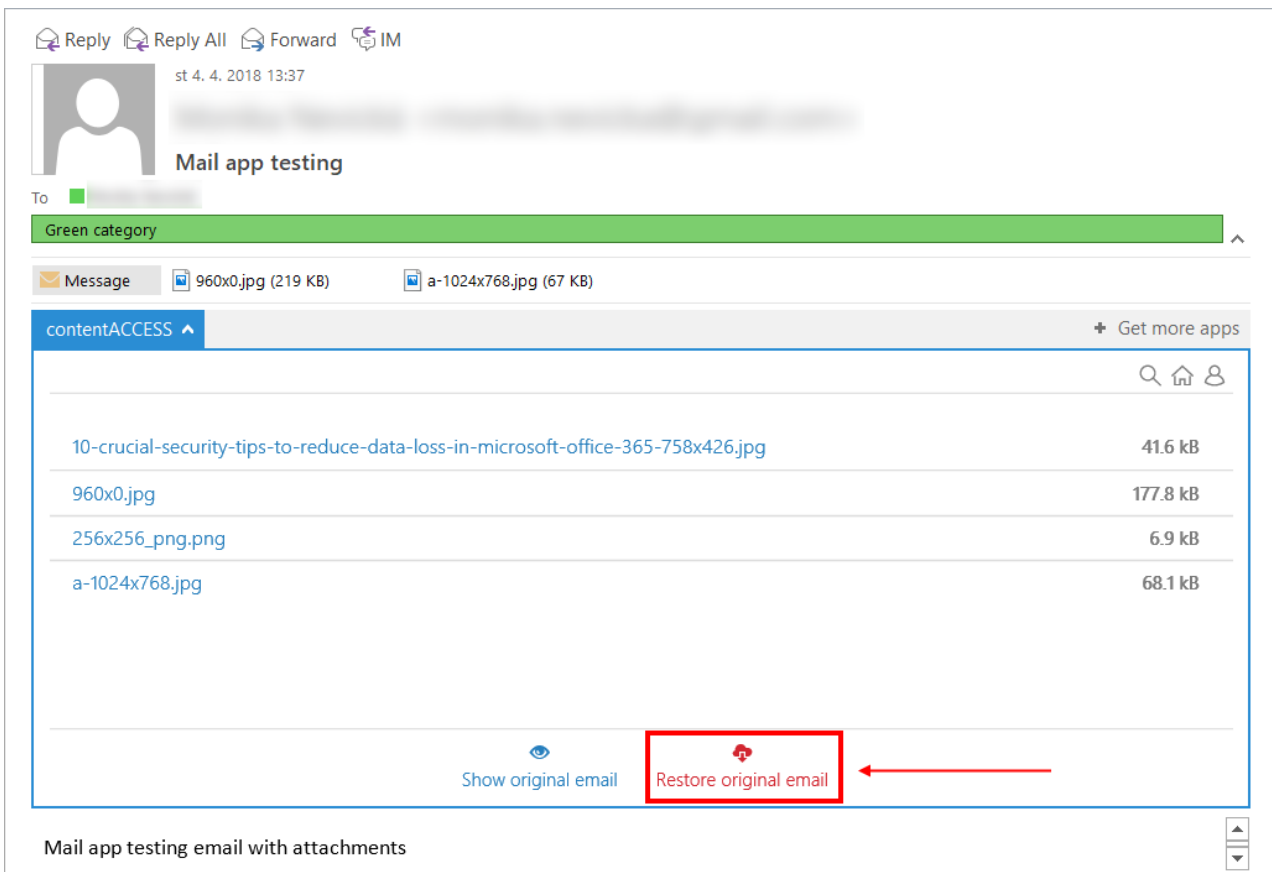 Reply Reply All Forward IM
st 4. 4. 2018 13:37
Mail app testing
To
Green category
Message 960x0.jpg (219 KB) a-1024x768.jpg (67 KB)
contentACCESS + Get more apps
10-crucial-security-tips-to-reduce-data-loss-in-microsoft-office-365-758x426.jpg 41.6 kB
960x0.jpg 177.8 kB
256x256_png.png 6.9 kB
a-1024x768.jpg 68.1 kB
Show original email Restore original email
Mail app testing email with attachments